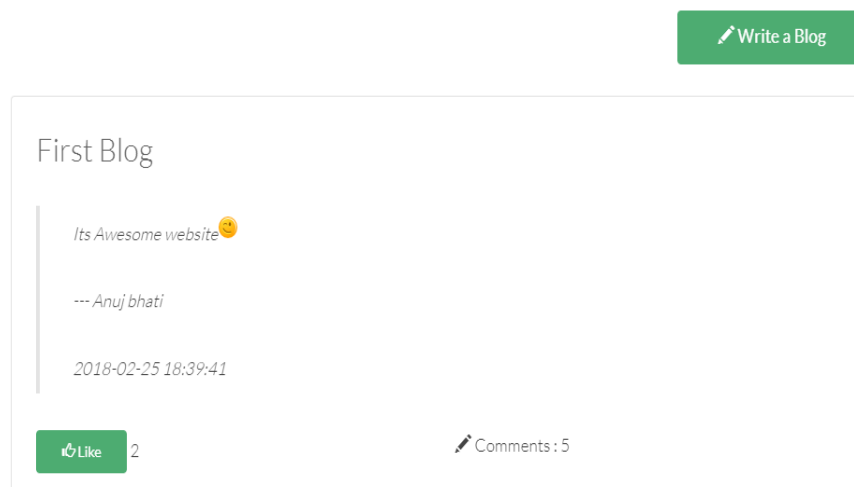 Write a Blog
First Blog
Its Awesome website😉
--- Anuj bhati
2018-02-25 18:39:41
Like 2
Comments : 5